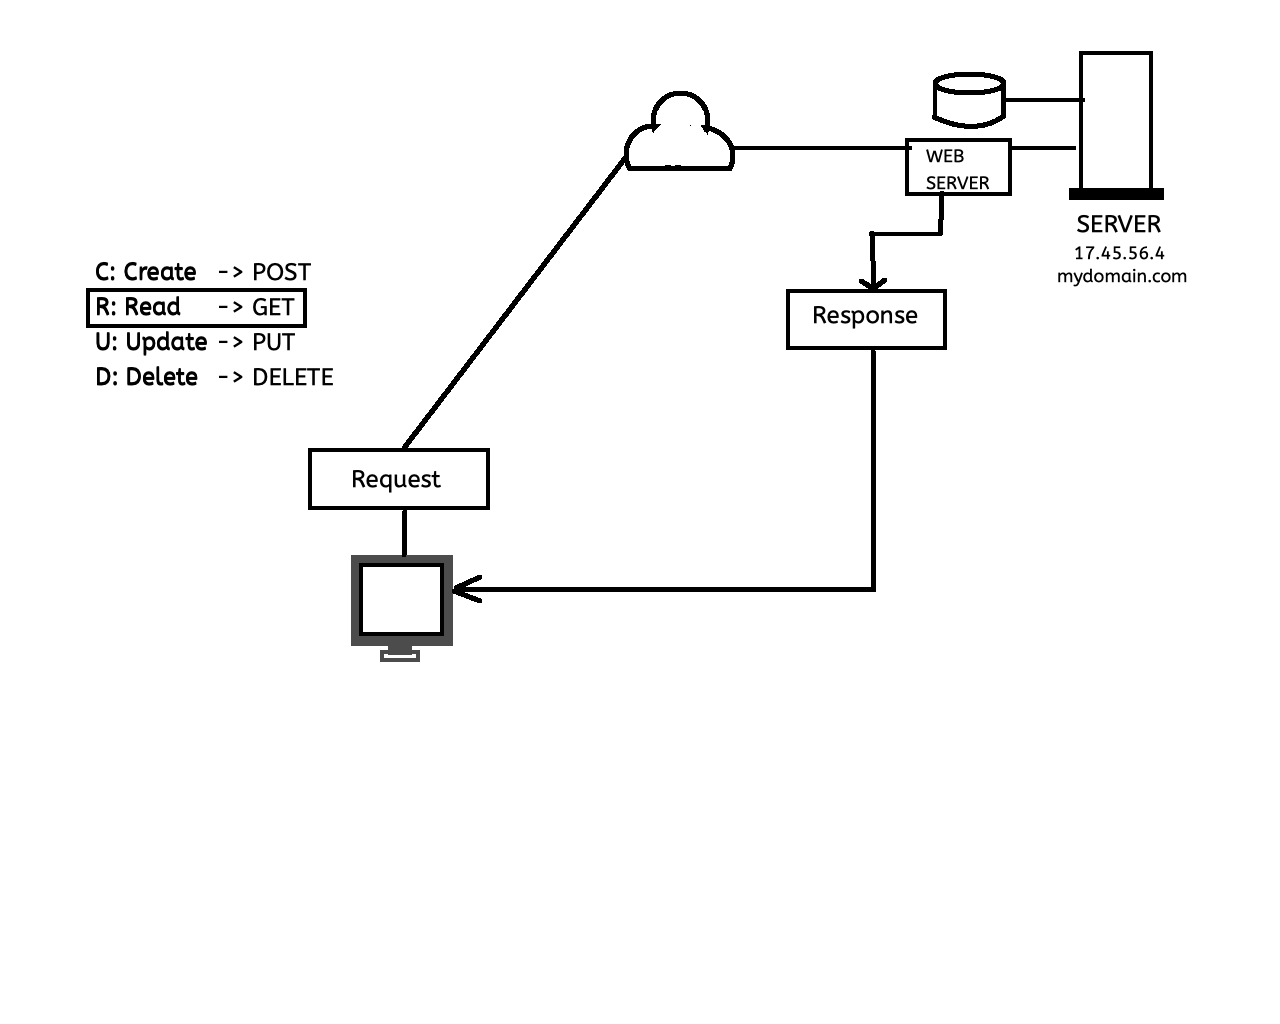 WEB
SERVER
SERVER
17.45.56.4
mydomain.com
C: Create -> POST
R: Read -> GET
U: Update -> PUT
D: Delete -> DELETE
Response
Request